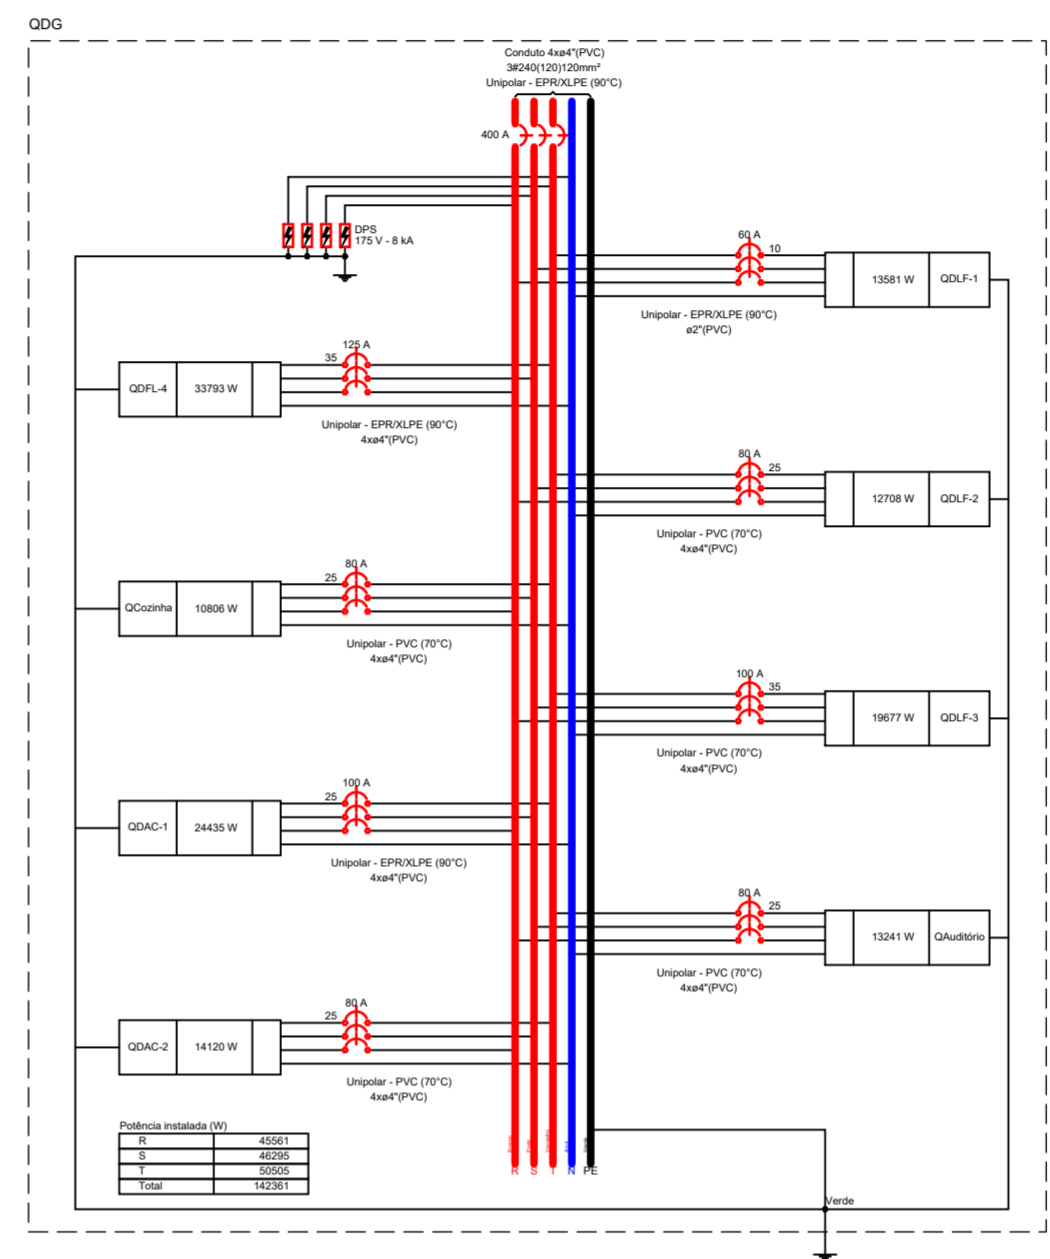 QDG
Conduto 4xø4"(PVC)
3#240(120)120mm²
Unipolar - EPR/XLPE (90°C)
400 A
DPS
175 V - 8 kA
60 A
10
13581 W QDLF-1
Unipolar - EPR/XLPE (90°C)
ø2"(PVC)
125 A
35
QDFL-4 33793 W
Unipolar - EPR/XLPE (90°C)
4xø4"(PVC)
80 A
25
12708 W QDLF-2
Unipolar - PVC (70°C)
4xø4"(PVC)
80 A
25
QCozinha 10806 W
Unipolar - PVC (70°C)
4xø4"(PVC)
100 A
35
19677 W QDLF-3
Unipolar - PVC (70°C)
4xø4"(PVC)
100 A
25
QDAC-1 24435 W
Unipolar - EPR/XLPE (90°C)
4xø4"(PVC)
80 A
25
13241 W QAuditório
Unipolar - PVC (70°C)
4xø4"(PVC)
80 A
25
QDAC-2 14120 W
Unipolar - PVC (70°C)
4xø4"(PVC)
Potência instalada (W)
R 45561
S 46295
T 50505
Total 142361
R S T N PE
Verde